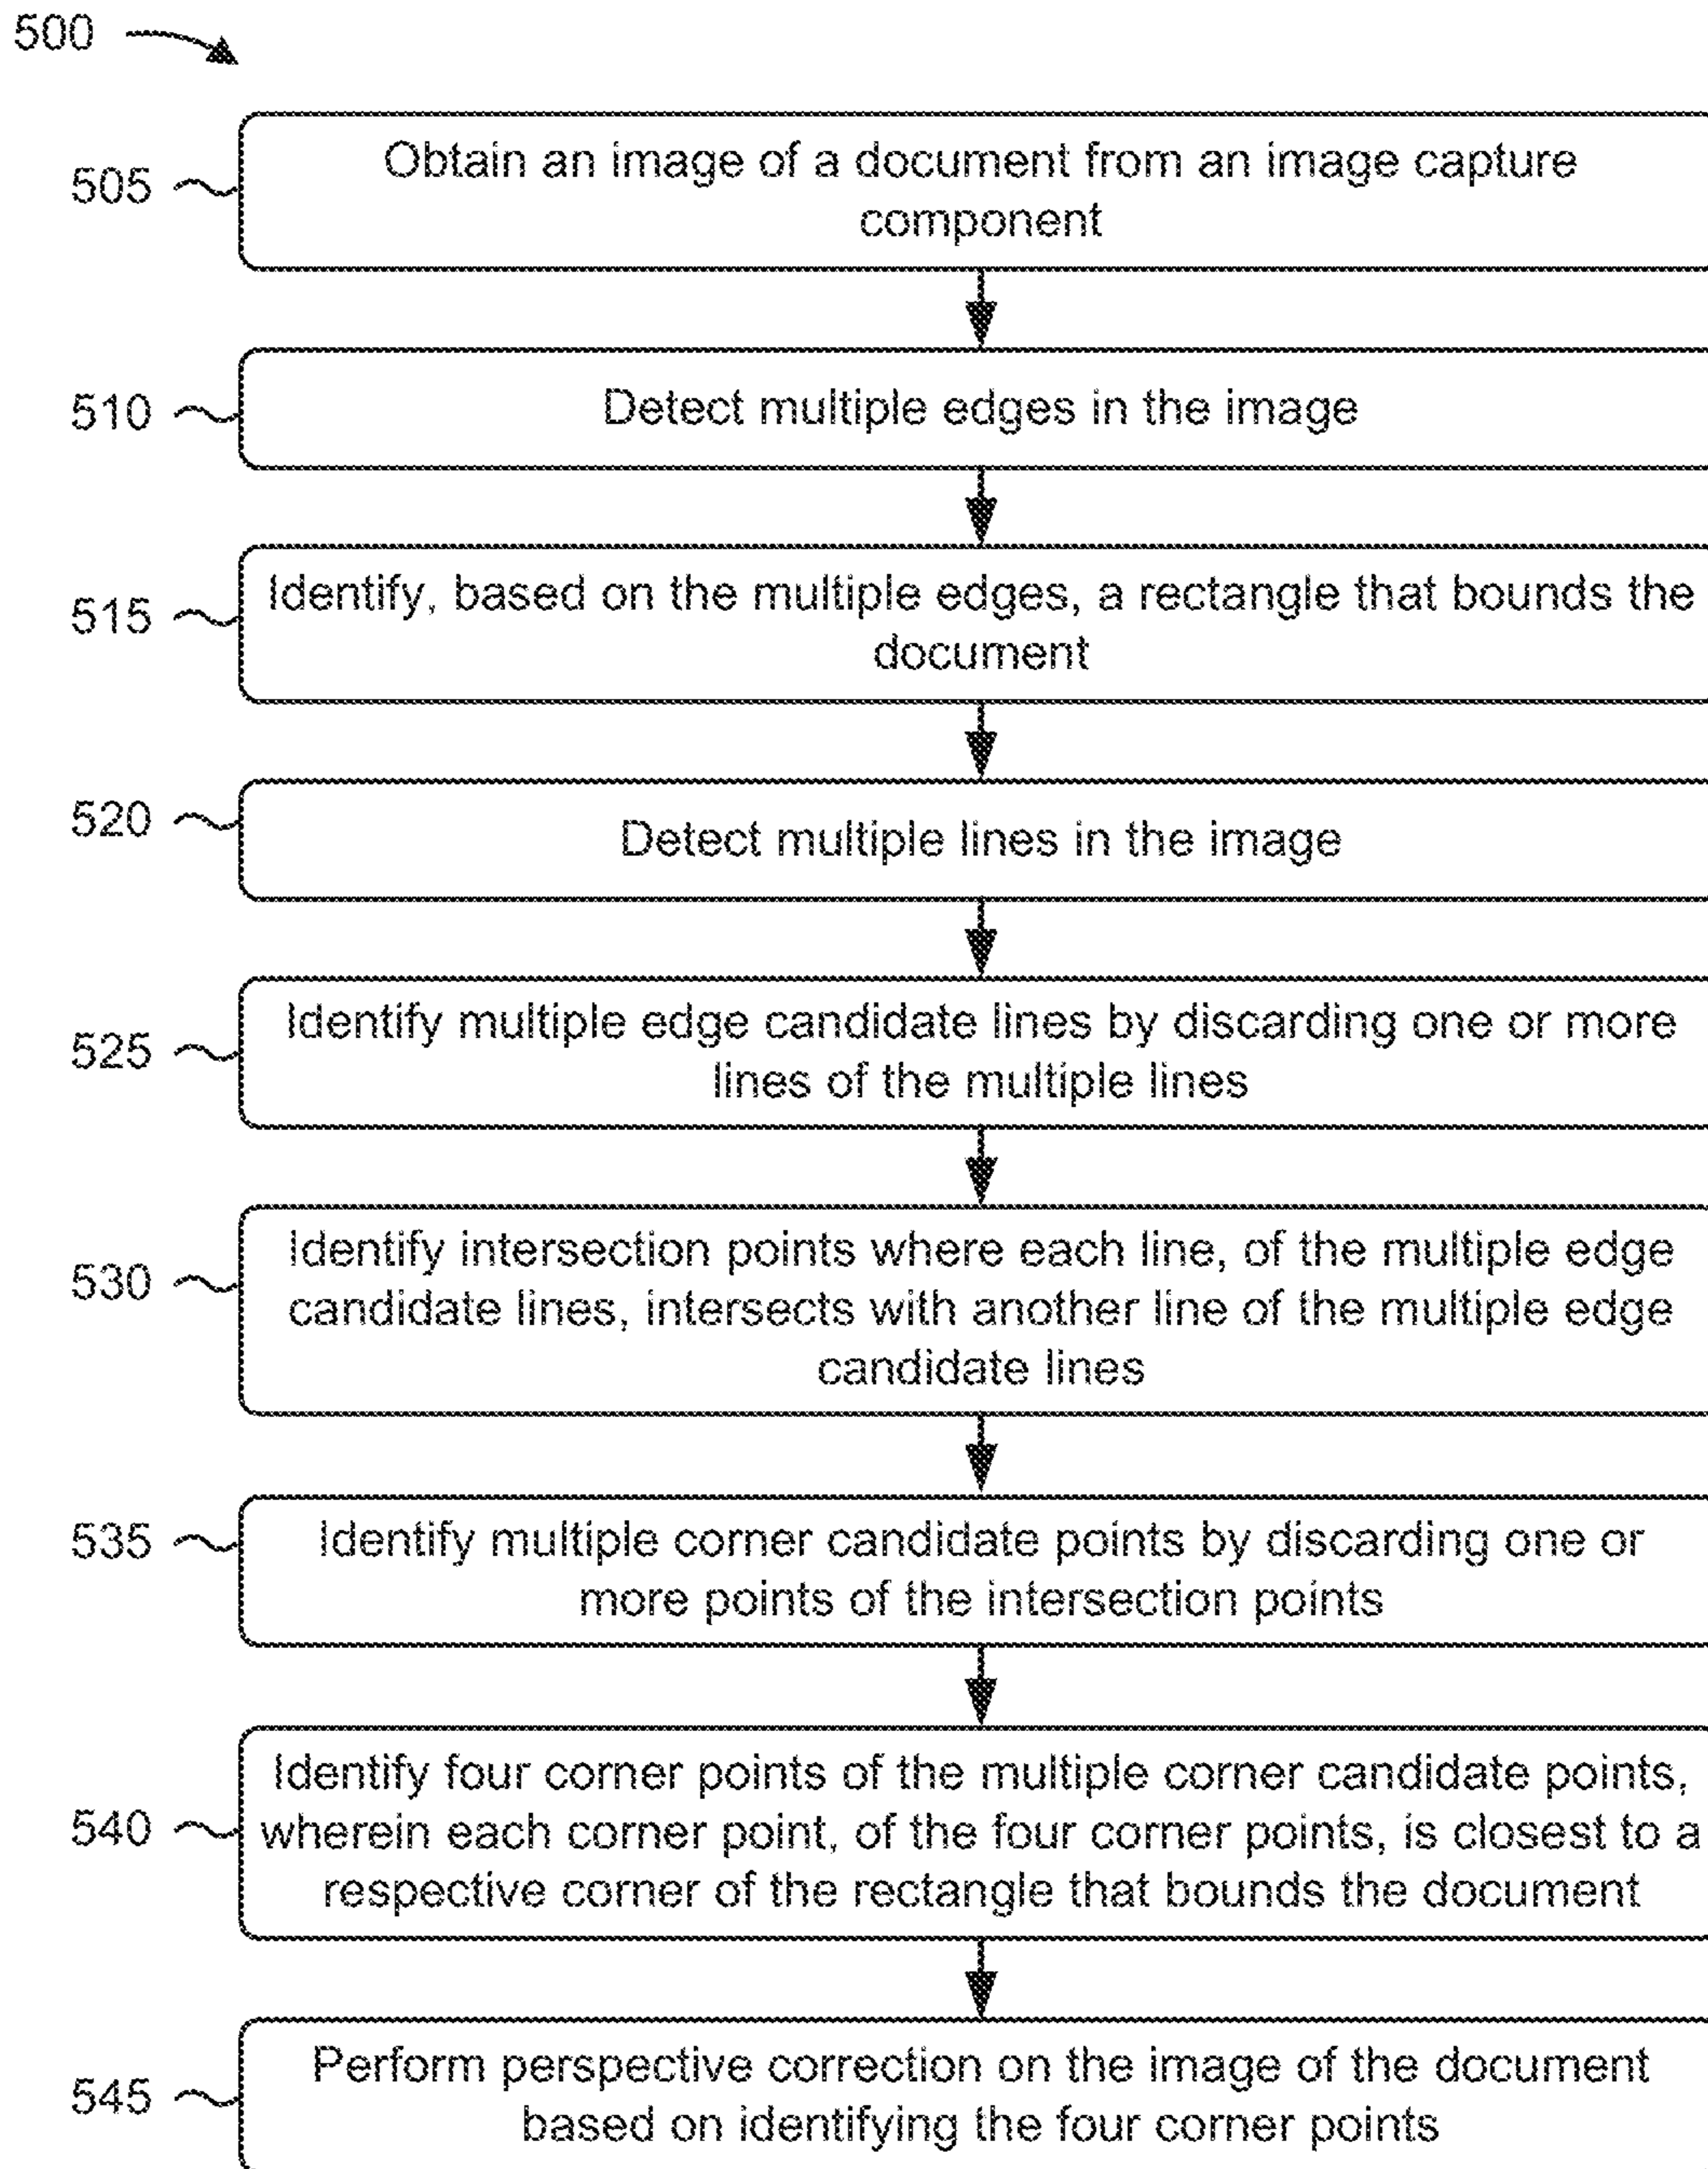 500
505
Obtain an image of a document from an image capture
component
510
Detect multiple edges in the image
515
Identify, based on the multiple edges, a rectangle that bounds the
document
520
Detect multiple lines in the image
525
Identify multiple edge candidate lines by discarding one or more
lines of the multiple lines
530
Identify intersection points where each line, of the multiple edge
candidate lines, intersects with another line of the multiple edge
candidate lines
535
Identify multiple corner candidate points by discarding one or
more points of the intersection points
540
Identify four corner points of the multiple corner candidate points,
wherein each corner point, of the four corner points, is closest to a
respective corner of the rectangle that bounds the document
545
Perform perspective correction on the image of the document
based on identifying the four corner points